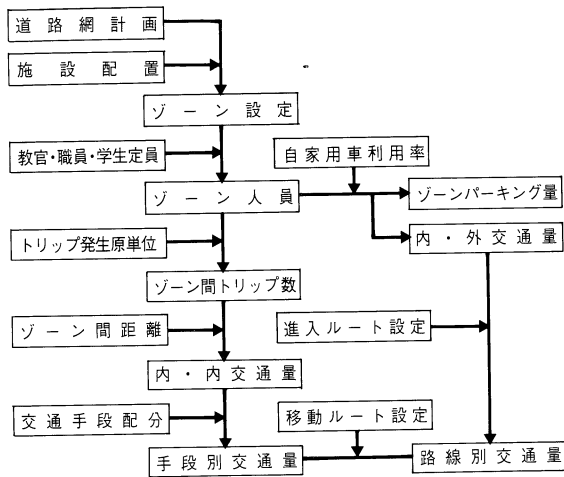 道路網計画
施設配置
ゾーン設定
教官・職員・学生定員
自家用車利用率
ゾーン人員
ゾーンパーキング量
トリップ発生原単位
内・外交通量
ゾーン間トリップ数
ゾーン間距離
進入ルート設定
内・内交通量
交通手段配分
移動ルート設定
手段別交通量
路線別交通量